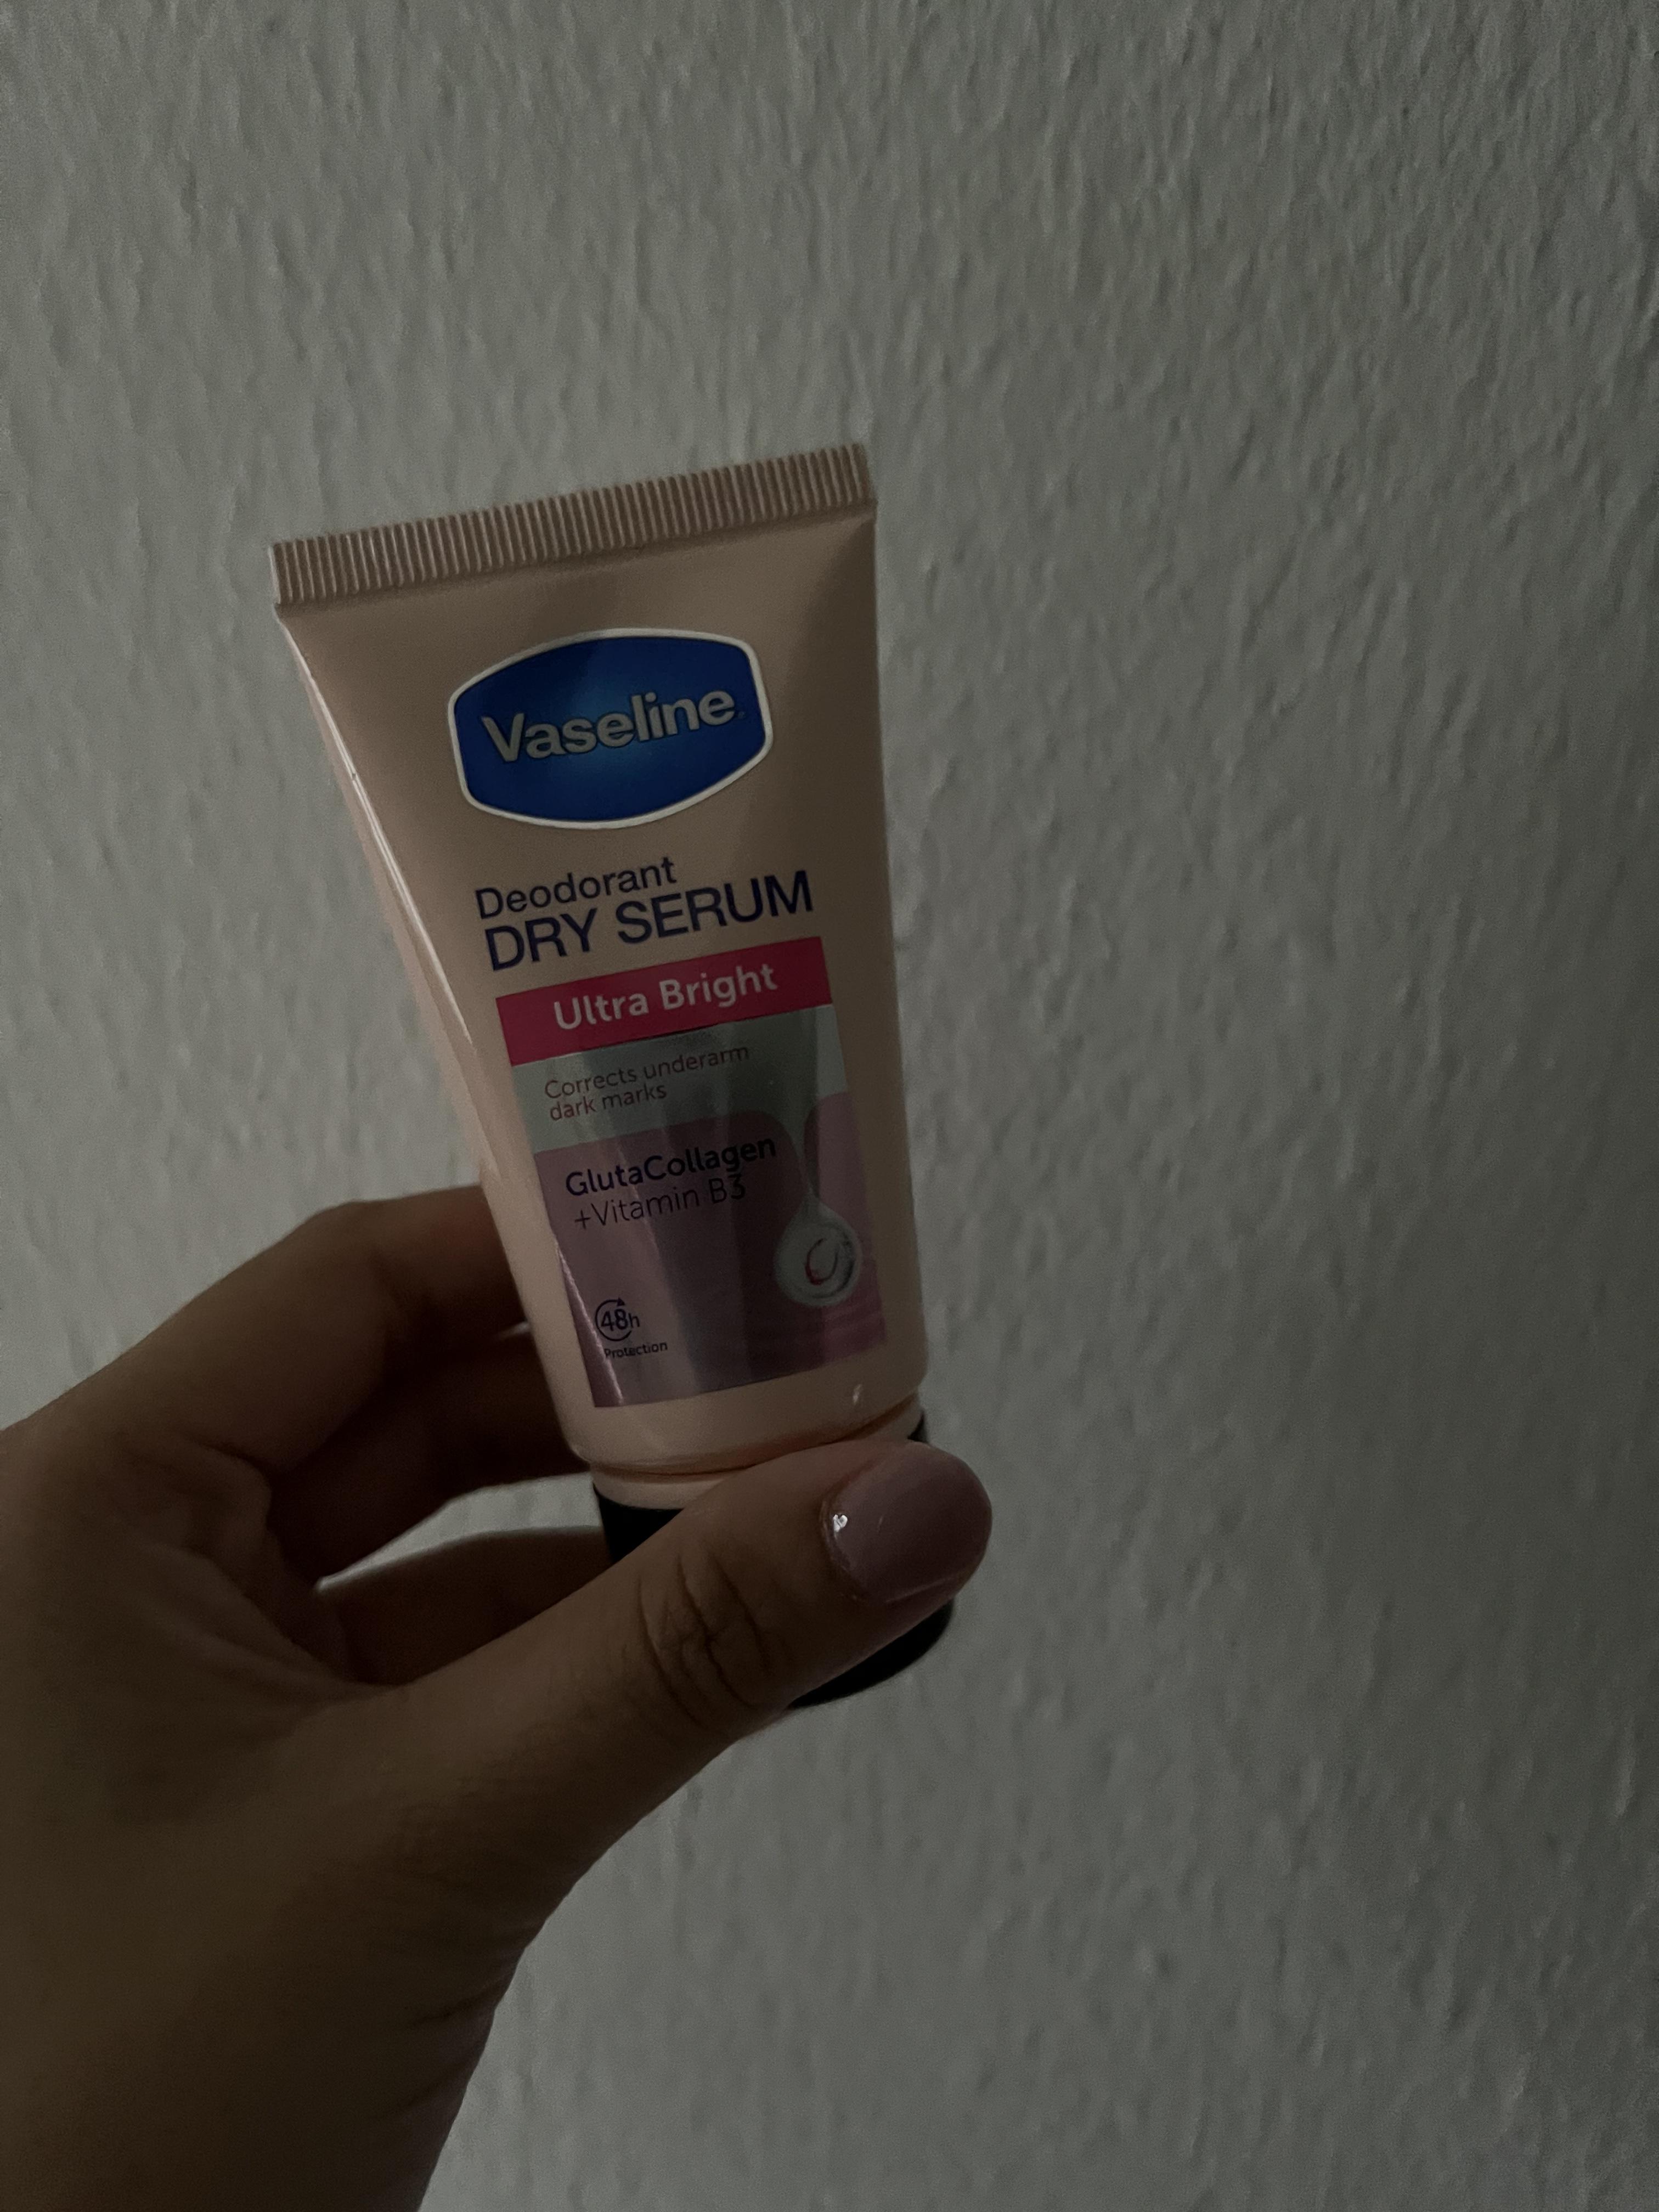 Vaseline
Deodorant
DRY SERUM
Ultra Bright
Corrects underarm
dark marks
GlutaCollagen
+Vitamin B3
48h
Protection